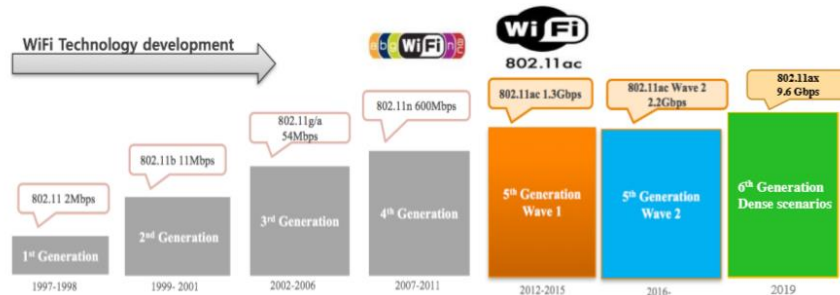 WiFi Technology development
a b g WiFi n ac
WiFi
802.11ac
802.11 2Mbps
802.11b 11Mbps
802.11g/a
54Mbps
802.11n 600Mbps
802.11ac 1.3Gbps
802.11ac Wave 2
2.2Gbps
802.11ax
9.6 Gbps
1st Generation
2nd Generation
3rd Generation
4th Generation
5th Generation
Wave 1
5th Generation
Wave 2
6th Generation
Dense scenarios
1997-1998
1999- 2001
2002-2006
2007-2011
2012-2015
2016-
2019